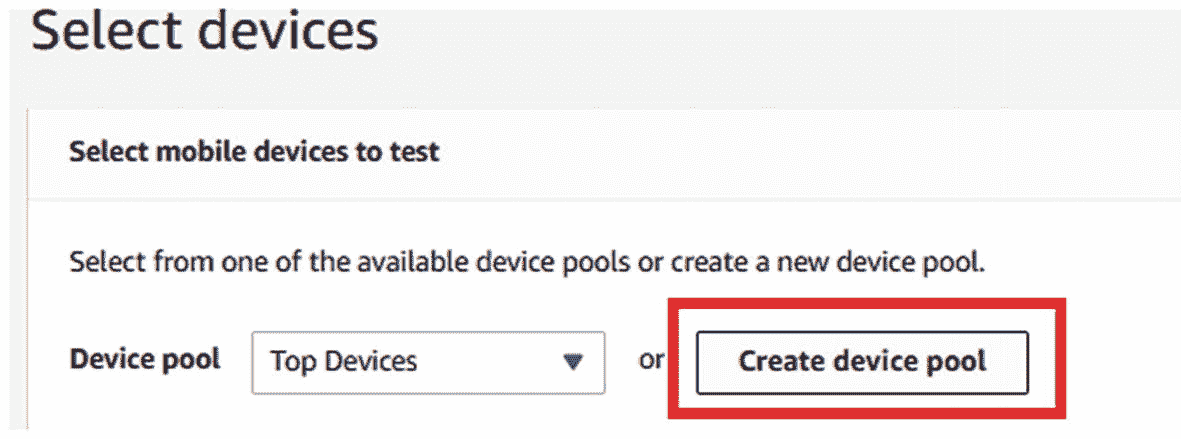 Select devices
Select mobile devices to test
Select from one of the available device pools or create a new device pool.
Device pool Top Devices or Create device pool